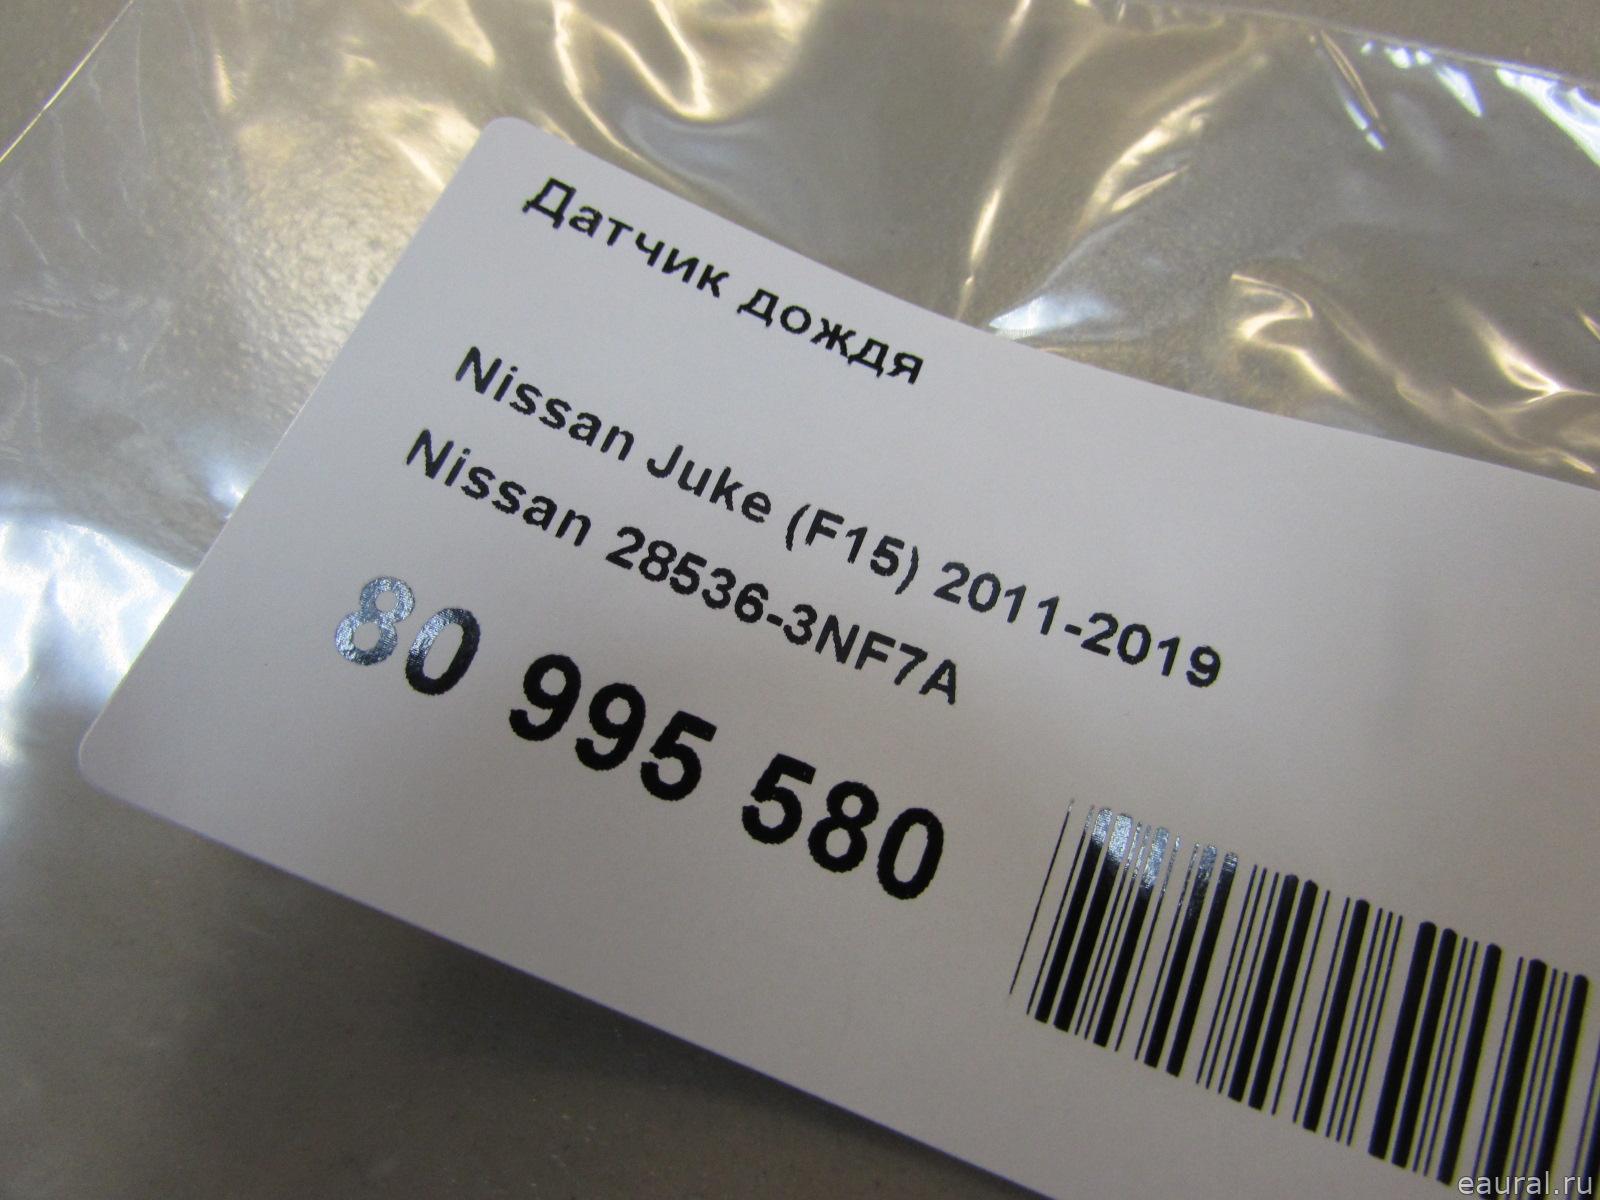 Датчик дождя
Nissan Juke (F15) 2011-2019
Nissan 28536-3NF7A
80 995 580
eaural.ru